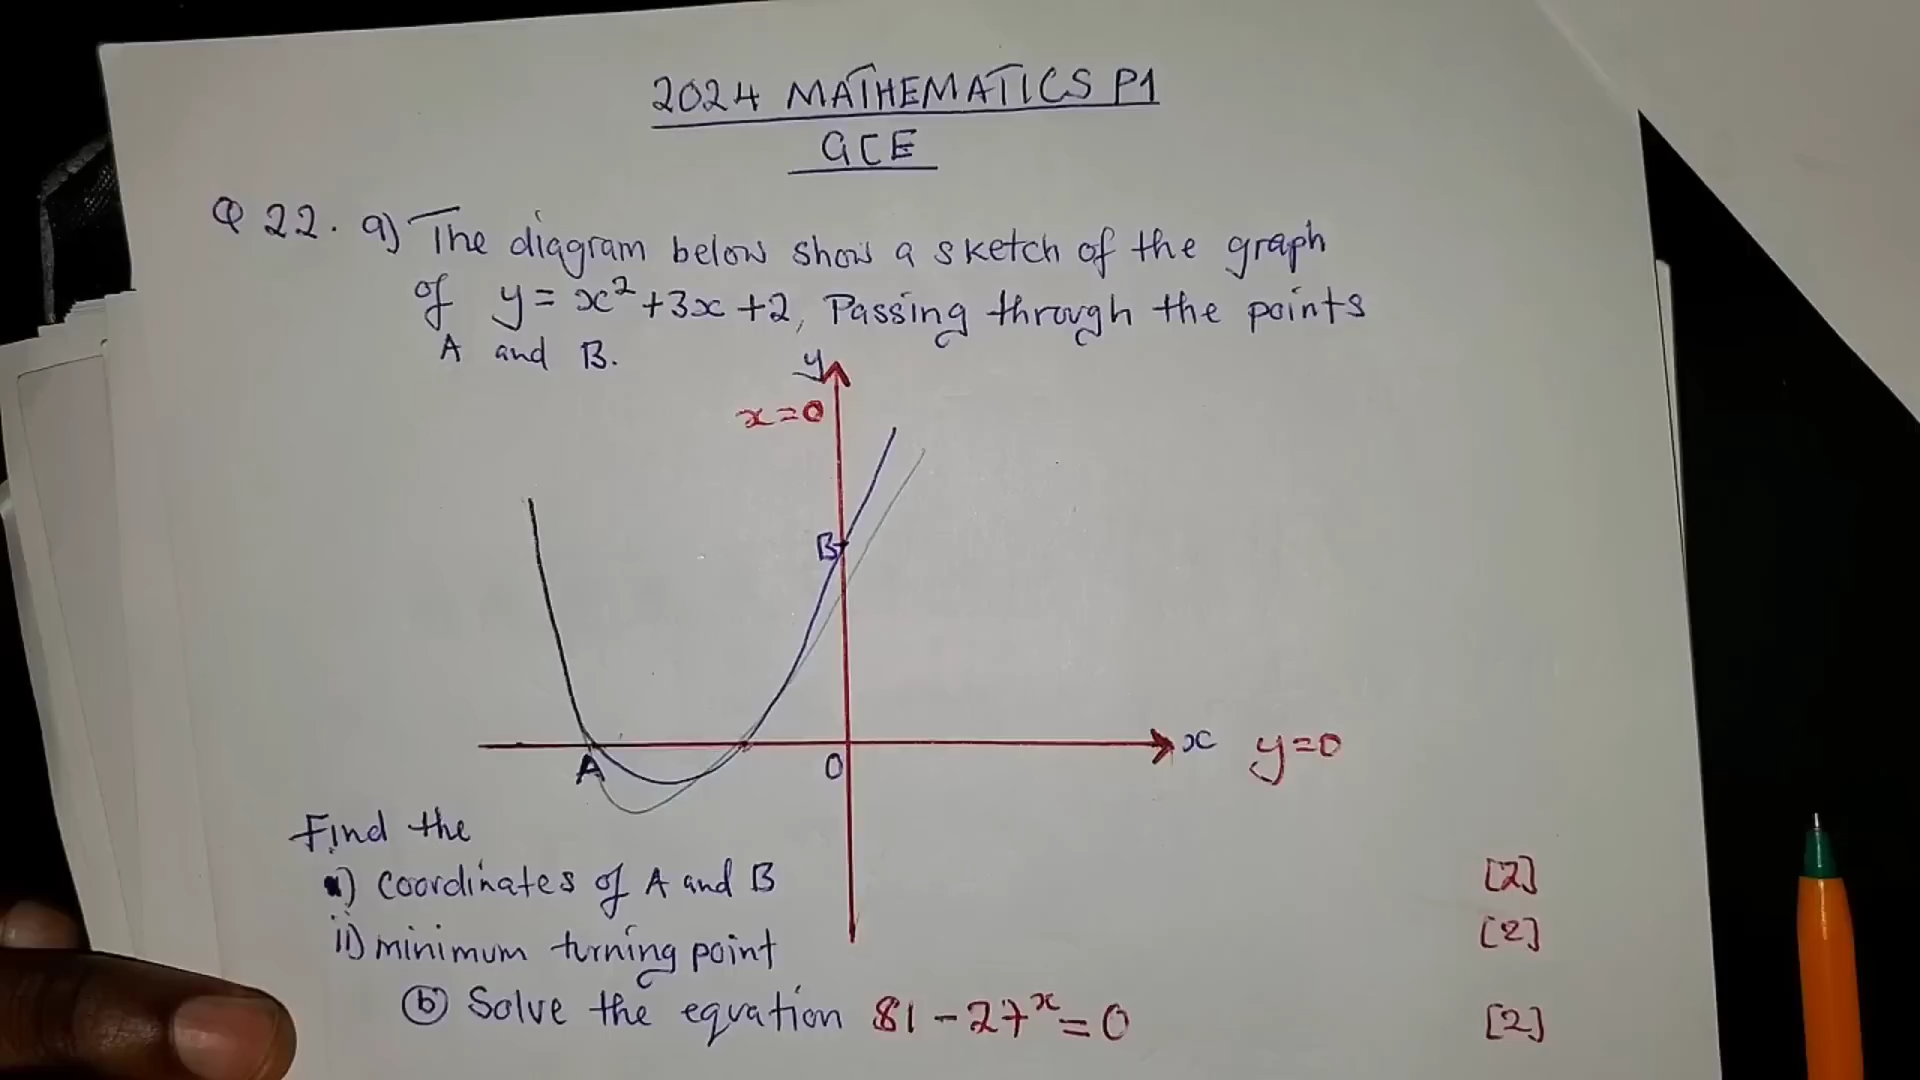 2024 MATHEMATICS P1
GCE
Q 22. a) The diagram below show a sketch of the graph
of y = x² + 3x + 2, Passing through the points
A and B.
y
x=0
B
A
O
x y=0
Find the
i) coordinates of A and B [2]
ii) minimum turning point [2]
(b) Solve the equation 81 - 27ˣ = 0 [2]